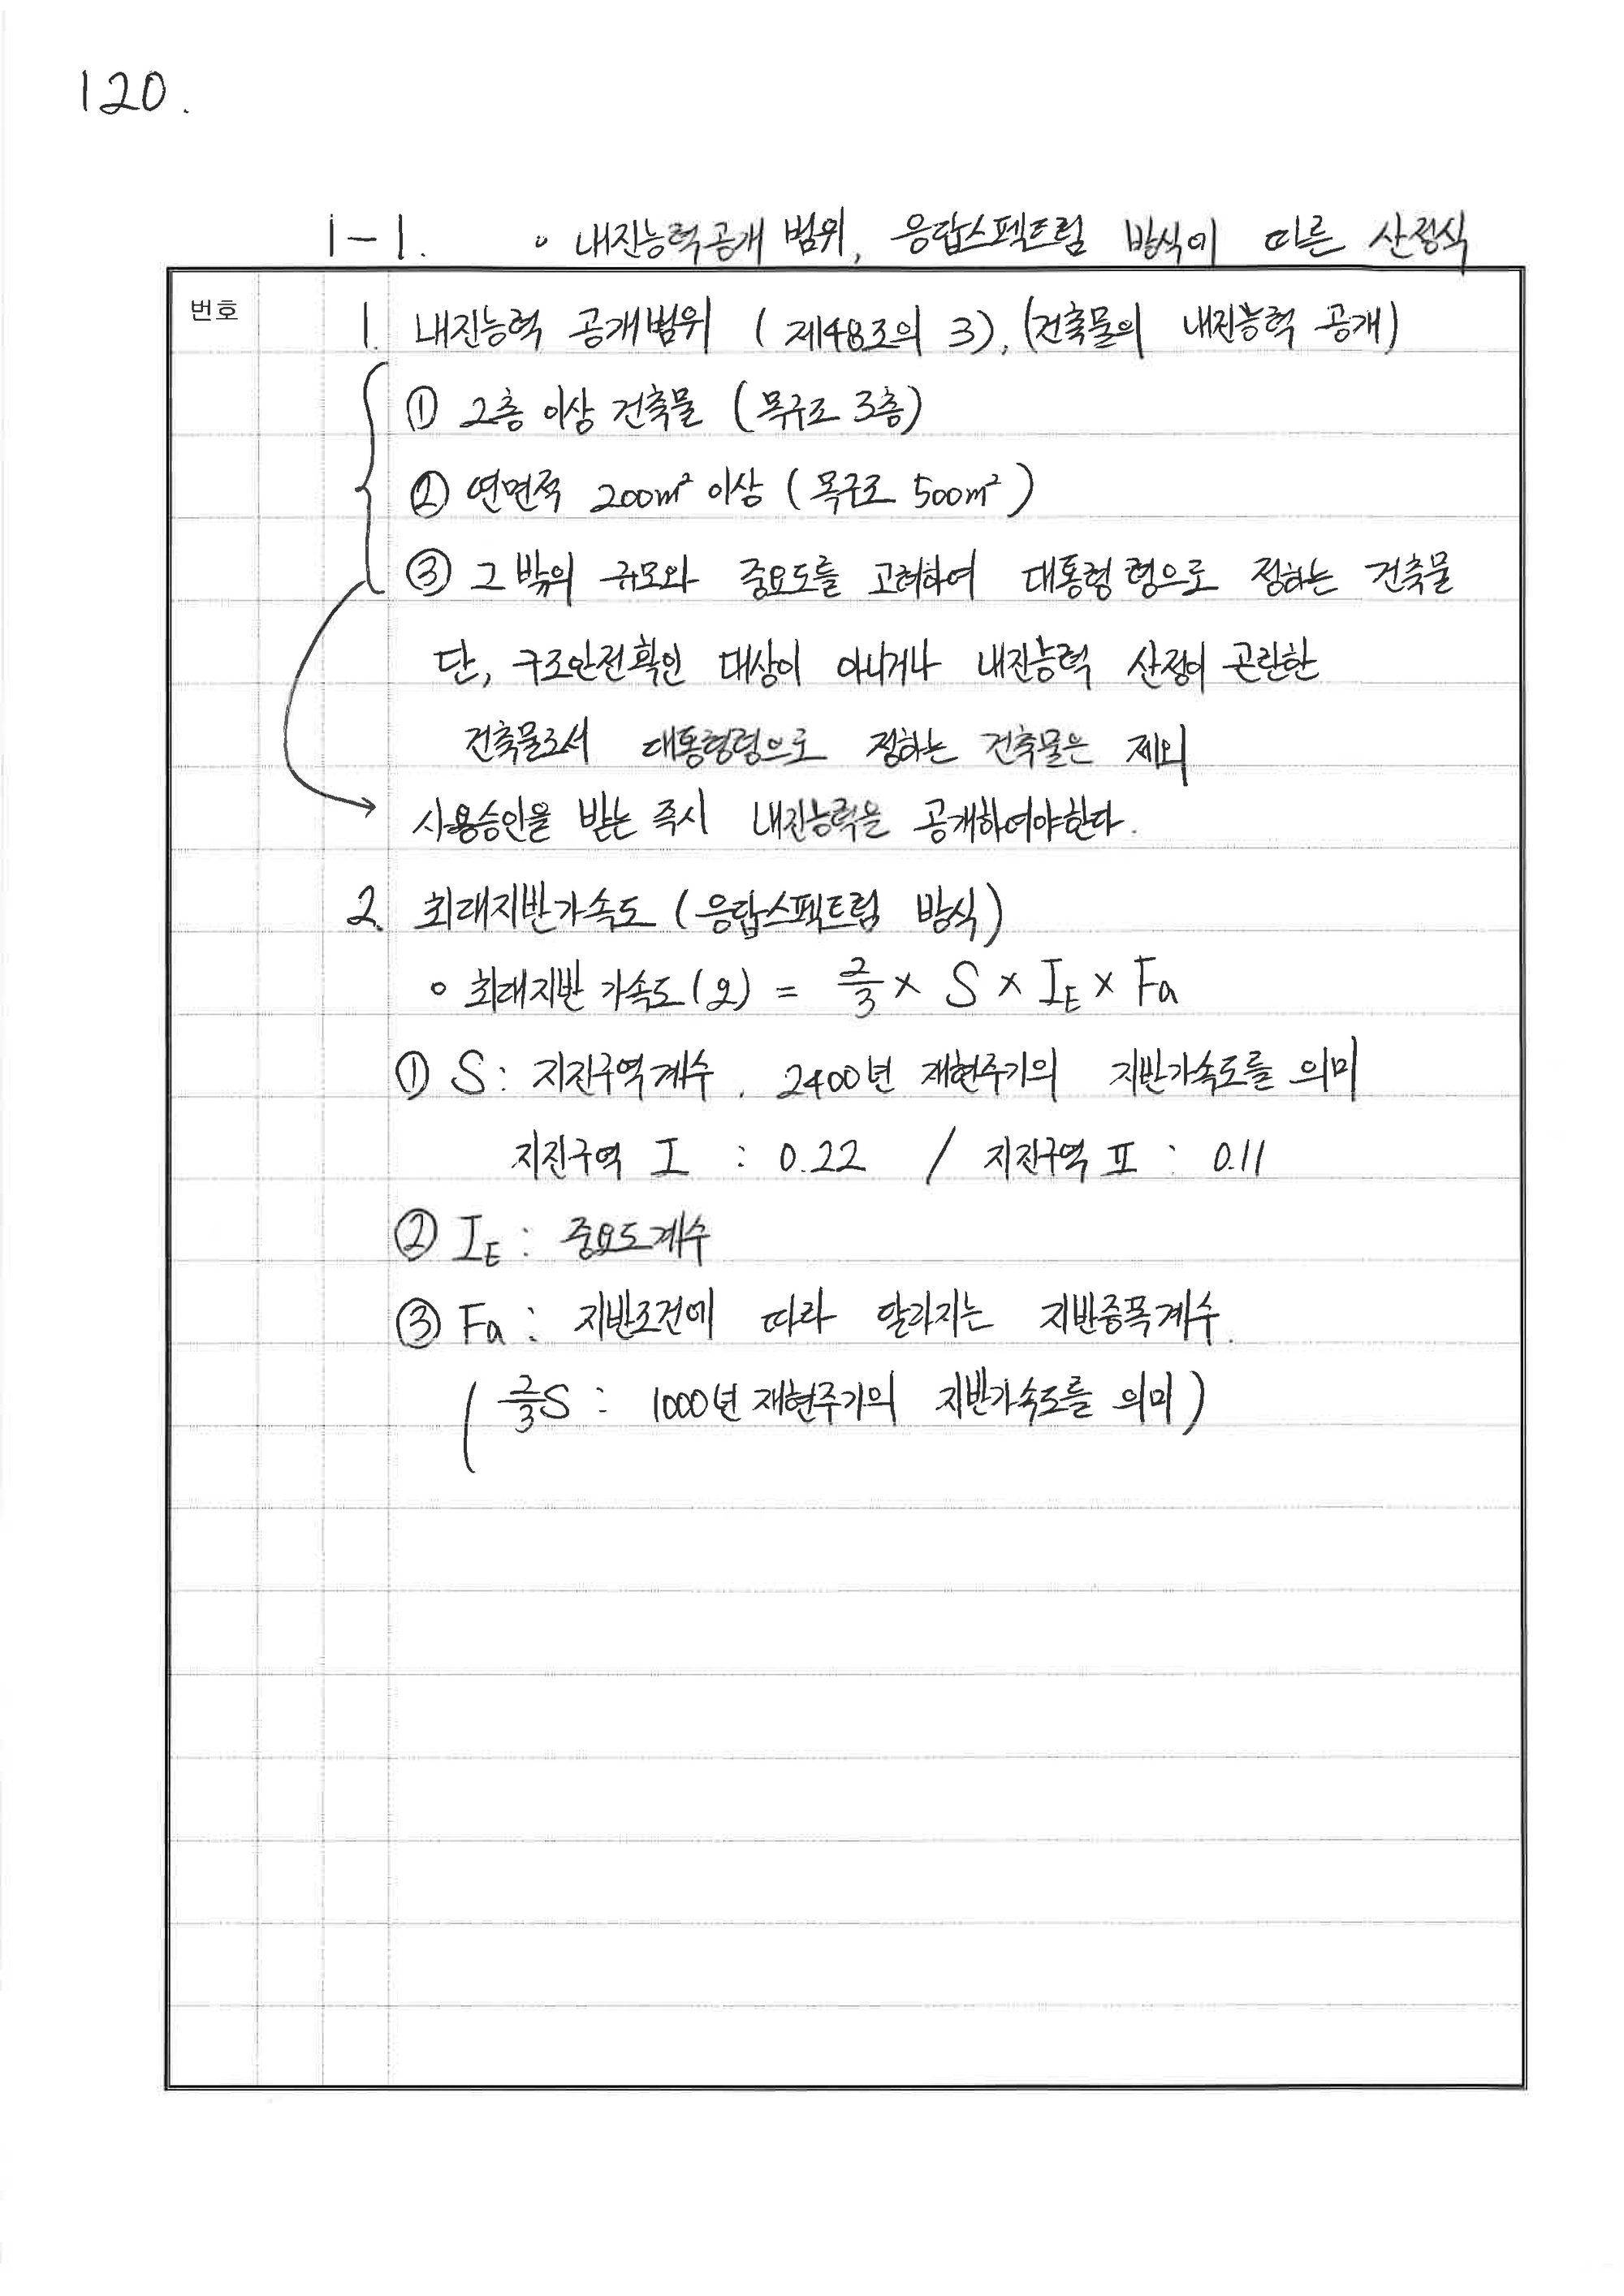 120.
1-1. ∘ 내진능력공개 범위, 응답스펙트럼 방식에 따른 산정식
번호
1. 내진능력 공개범위 (제48조의 3), (건축물의 내진능력 공개)
① 2층 이상 건축물 (목구조 3층)
② 연면적 200m² 이상 (목구조 500m²)
③ 그 밖의 규모와 중요도를 고려하여 대통령령으로 정하는 건축물
단, 구조안전확인 대상이 아니거나 내진능력 산정이 곤란한
건축물로서 대통령령으로 정하는 건축물은 제외
→ 사용승인을 받는 즉시 내진능력을 공개하여야한다.
2. 최대지반가속도 (응답스펙트럼 방식)
∘ 최대지반 가속도(g) = 2/3 × S × I_E × Fa
① S : 지진구역계수. 2400년 재현주기의 지반가속도를 의미
지진구역 I : 0.22 / 지진구역 II : 0.11
② I_E : 중요도계수
③ Fa : 지반조건에 따라 달라지는 지반증폭계수.
( 2/3 S : 1000년 재현주기의 지반가속도를 의미 )